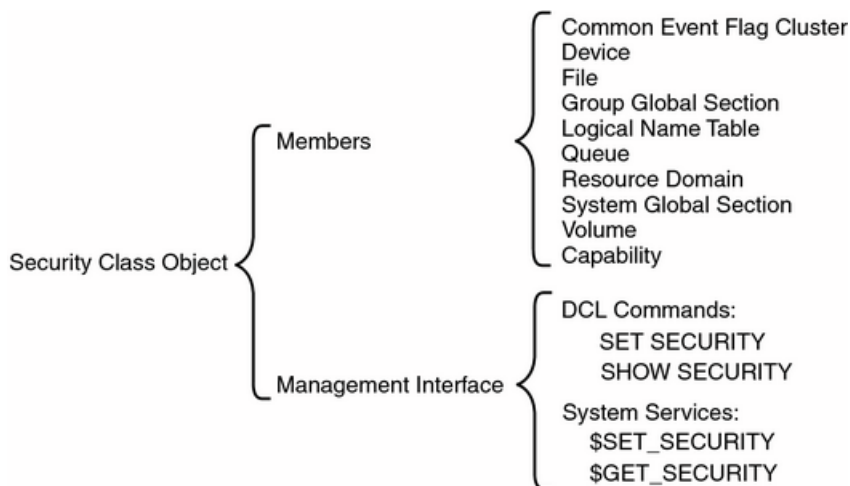 Common Event Flag Cluster
Device
File
Group Global Section
Members
Logical Name Table
Queue
Resource Domain
System Global Section
Volume
Capability
Security Class Object
DCL Commands:
SET SECURITY
SHOW SECURITY
Management Interface
System Services:
$SET_SECURITY
$GET_SECURITY